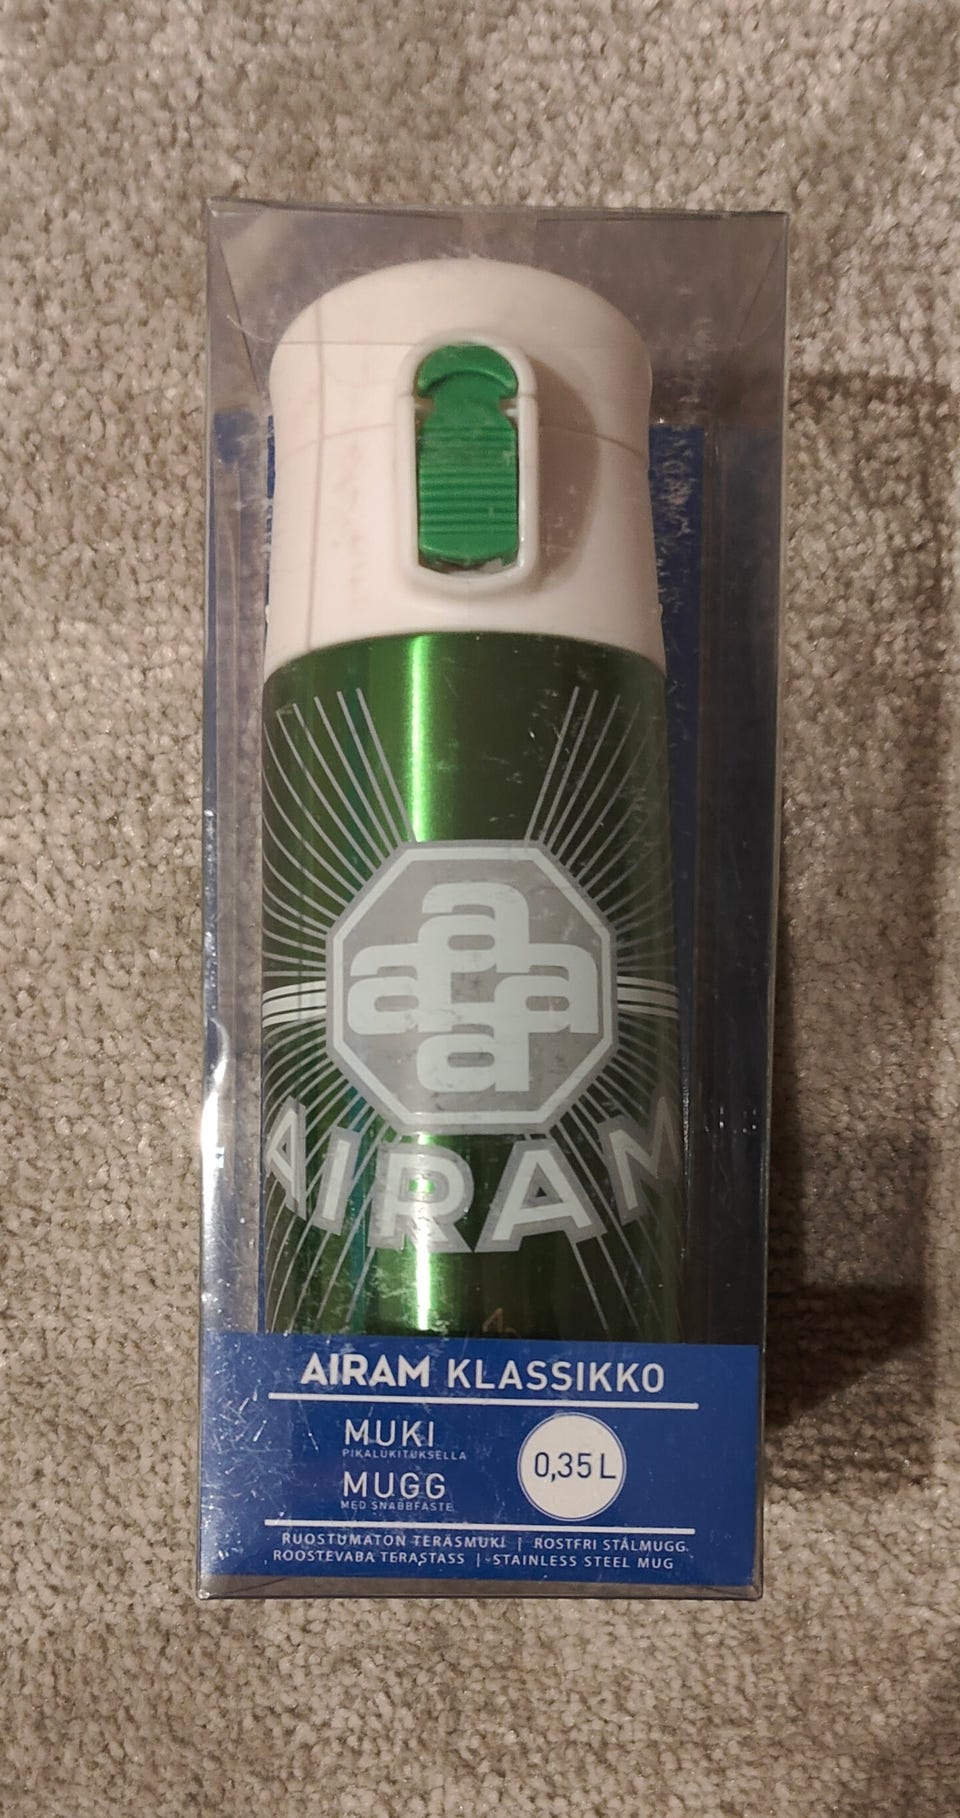 a
a a
a
AIRAM
AIRAM KLASSIKKO
MUKI
PIKALUKITUKSELLA
MUGG
MED SNABBFÄSTE
0,35 L
RUOSTUMATON TERÄSMUKI | ROSTFRI STÅLMUGG
ROOSTEVABA TERASTASS | STAINLESS STEEL MUG